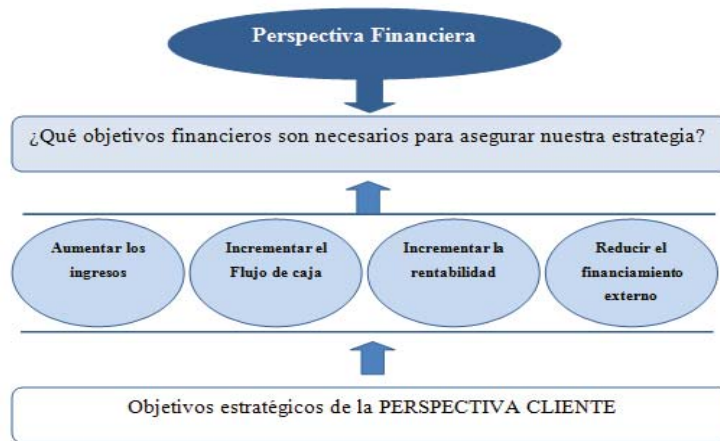 Perspectiva Financiera
¿Qué objetivos financieros son necesarios para asegurar nuestra estrategia?
Aumentar los
ingresos
Incrementar el
Flujo de caja
Incrementar la
rentabilidad
Reducir el
financiamiento
externo
Objetivos estratégicos de la PERSPECTIVA CLIENTE